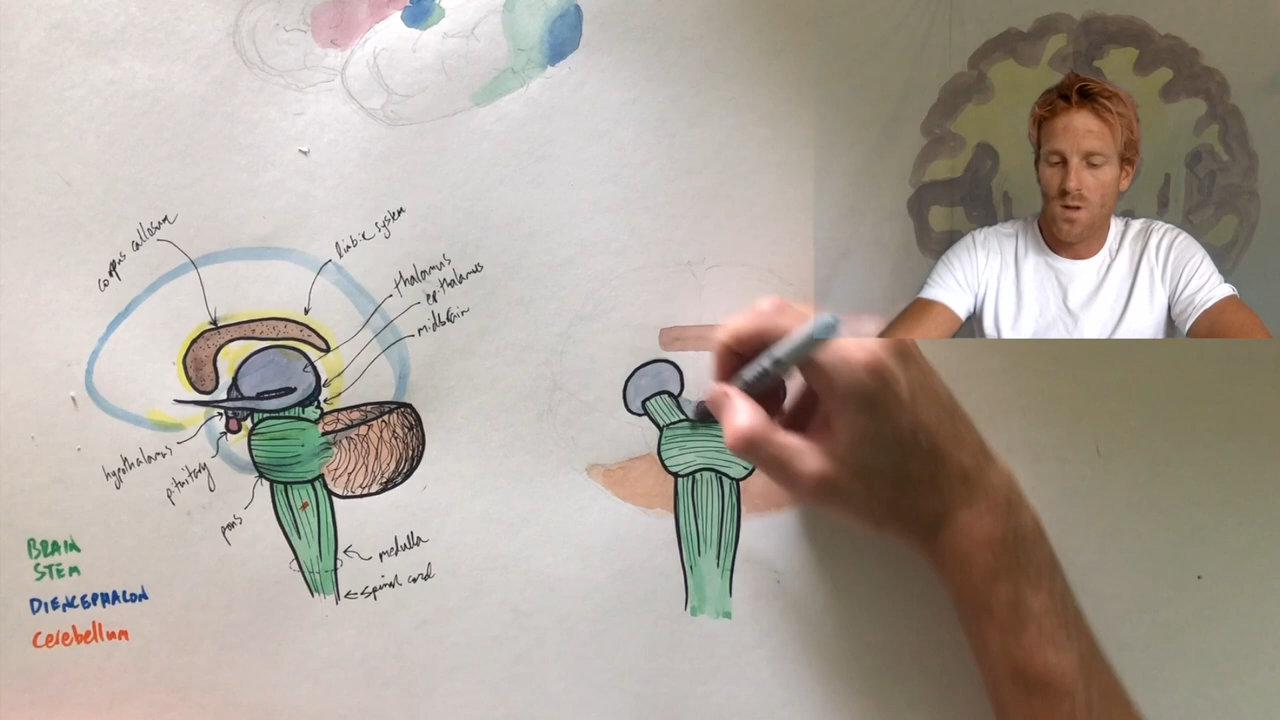 corpus callosum
limbic system
thalamus
epithalamus
midbrain
hypothalamus
pituitary
pons
medulla
spinal cord
BRAIN
STEM
DIENCEPHALON
cerebellum